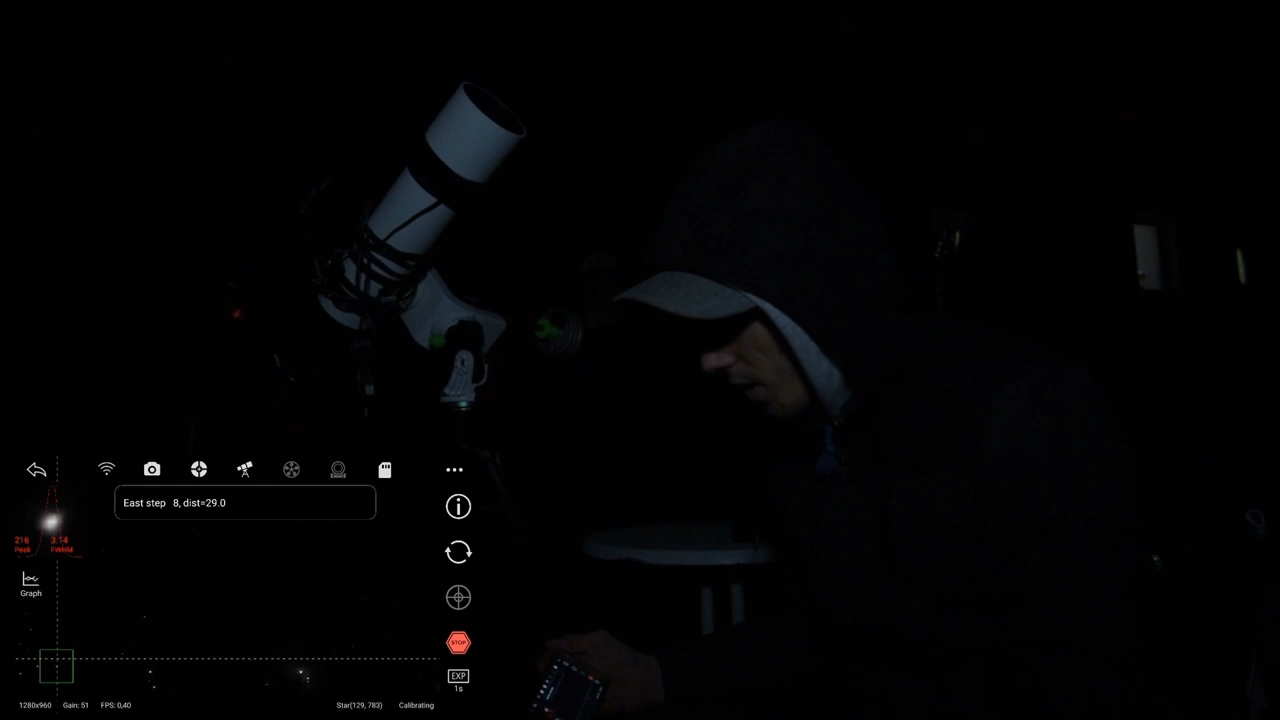 East step 8, dist=29.0
216
Peak
3.14
FWHM
Graph
STOP
EXP
1s
1280x960 Gain: 51 FPS: 0,40 Star(129, 783) Calibrating